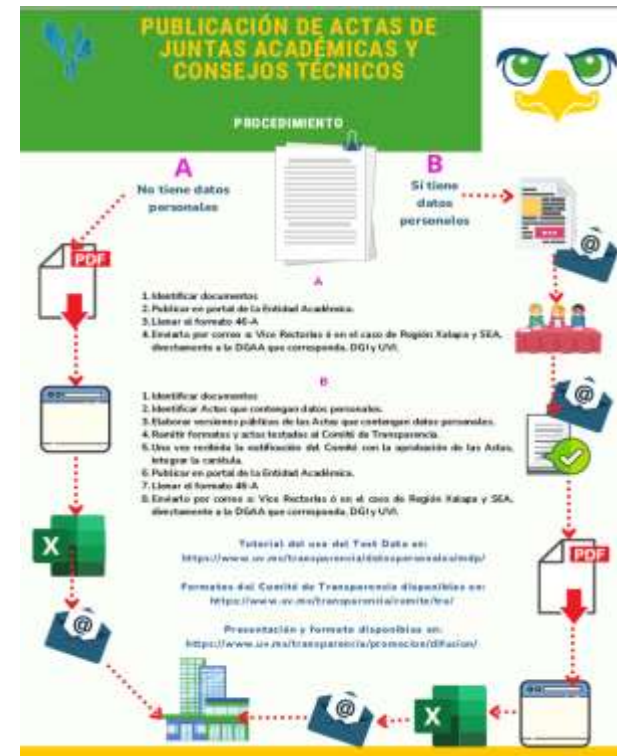 PUBLICACIÓN DE ACTAS DE
JUNTAS ACADÉMICAS Y
CONSEJOS TÉCNICOS
PROCEDIMIENTO
A
No tiene datos
personales
B
Sí tiene
datos
personales
PDF
@
A
1. Identificar documentos
2. Publicar en portal de la Entidad Académica.
3. Llenar el formato 46-A
4. Enviarlo por correo a: Vice Rectorías ó en el caso de Región Xalapa y SEA,
directamente a la DGAA que corresponda, DGI y UVI.
B
1. Identificar documentos
2. Identificar Actas que contengan datos personales.
3. Elaborar versiones públicas de las Actas que contengan datos personales.
4. Remitir formatos y actas testadas al Comité de Transparencia.
5. Una vez recibida la notificación del Comité con la aprobación de las Actas,
integrar la carátula.
6. Publicar en portal de la Entidad Académica.
7. Llenar el formato 46-A
8. Enviarlo por correo a: Vice Rectorías ó en el caso de Región Xalapa y SEA,
directamente a la DGAA que corresponda, DGI y UVI.
@
X
PDF
Tutorial del uso del Test Data en:
https://www.uv.mx/transparencia/datospersonales/mdp/
Formatos del Comité de Transparencia disponibles en:
https://www.uv.mx/transparencia/
Presentación y formato disponibles en:
https://www.uv.mx/transparencia/promocion/difusion/
@
@
X